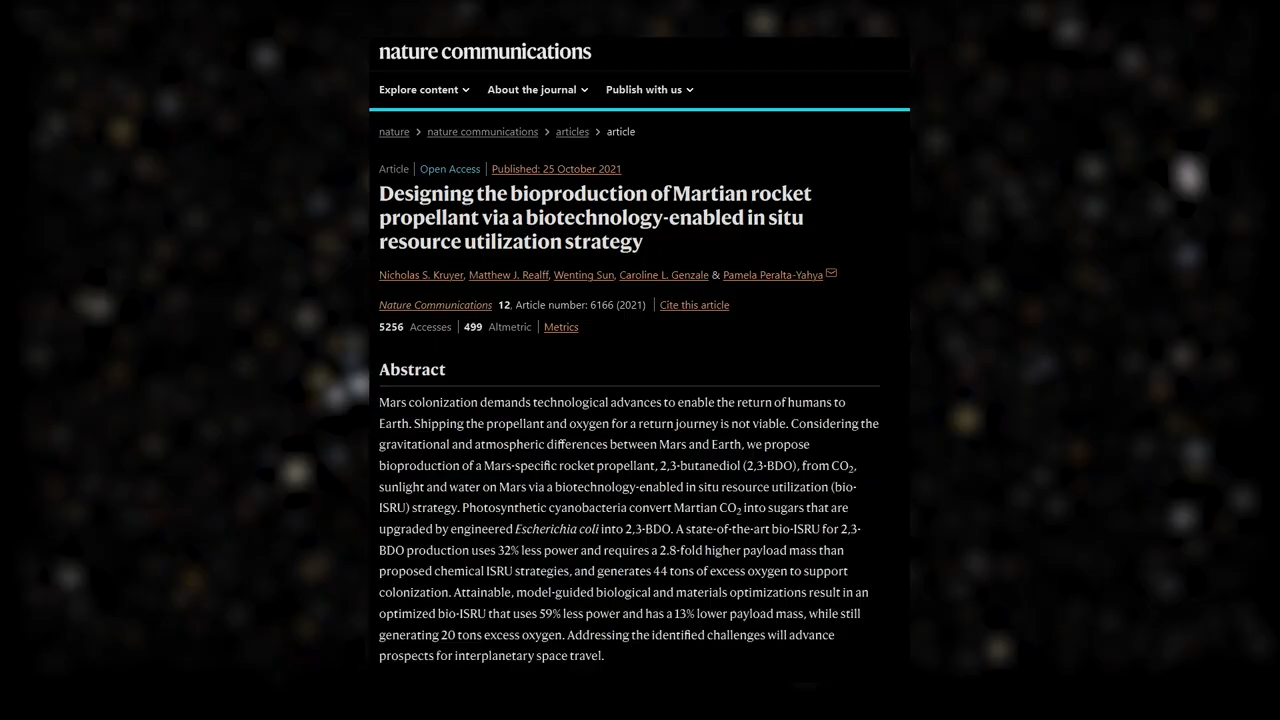 nature communications
Explore content About the journal Publish with us
nature > nature communications > articles > article
Article | Open Access | Published: 25 October 2021
Designing the bioproduction of Martian rocket
propellant via a biotechnology-enabled in situ
resource utilization strategy
Nicholas S. Kruyer, Matthew J. Realff, Wenting Sun, Caroline L. Genzale & Pamela Peralta-Yahya
Nature Communications 12, Article number: 6166 (2021) | Cite this article
5256 Accesses | 499 Altmetric | Metrics
Abstract
Mars colonization demands technological advances to enable the return of humans to
Earth. Shipping the propellant and oxygen for a return journey is not viable. Considering the
gravitational and atmospheric differences between Mars and Earth, we propose
bioproduction of a Mars-specific rocket propellant, 2,3-butanediol (2,3-BDO), from CO₂,
sunlight and water on Mars via a biotechnology-enabled in situ resource utilization (bio-
ISRU) strategy. Photosynthetic cyanobacteria convert Martian CO₂ into sugars that are
upgraded by engineered Escherichia coli into 2,3-BDO. A state-of-the-art bio-ISRU for 2,3-
BDO production uses 32% less power and requires a 2.8-fold higher payload mass than
proposed chemical ISRU strategies, and generates 44 tons of excess oxygen to support
colonization. Attainable, model-guided biological and materials optimizations result in an
optimized bio-ISRU that uses 59% less power and has a 13% lower payload mass, while still
generating 20 tons excess oxygen. Addressing the identified challenges will advance
prospects for interplanetary space travel.